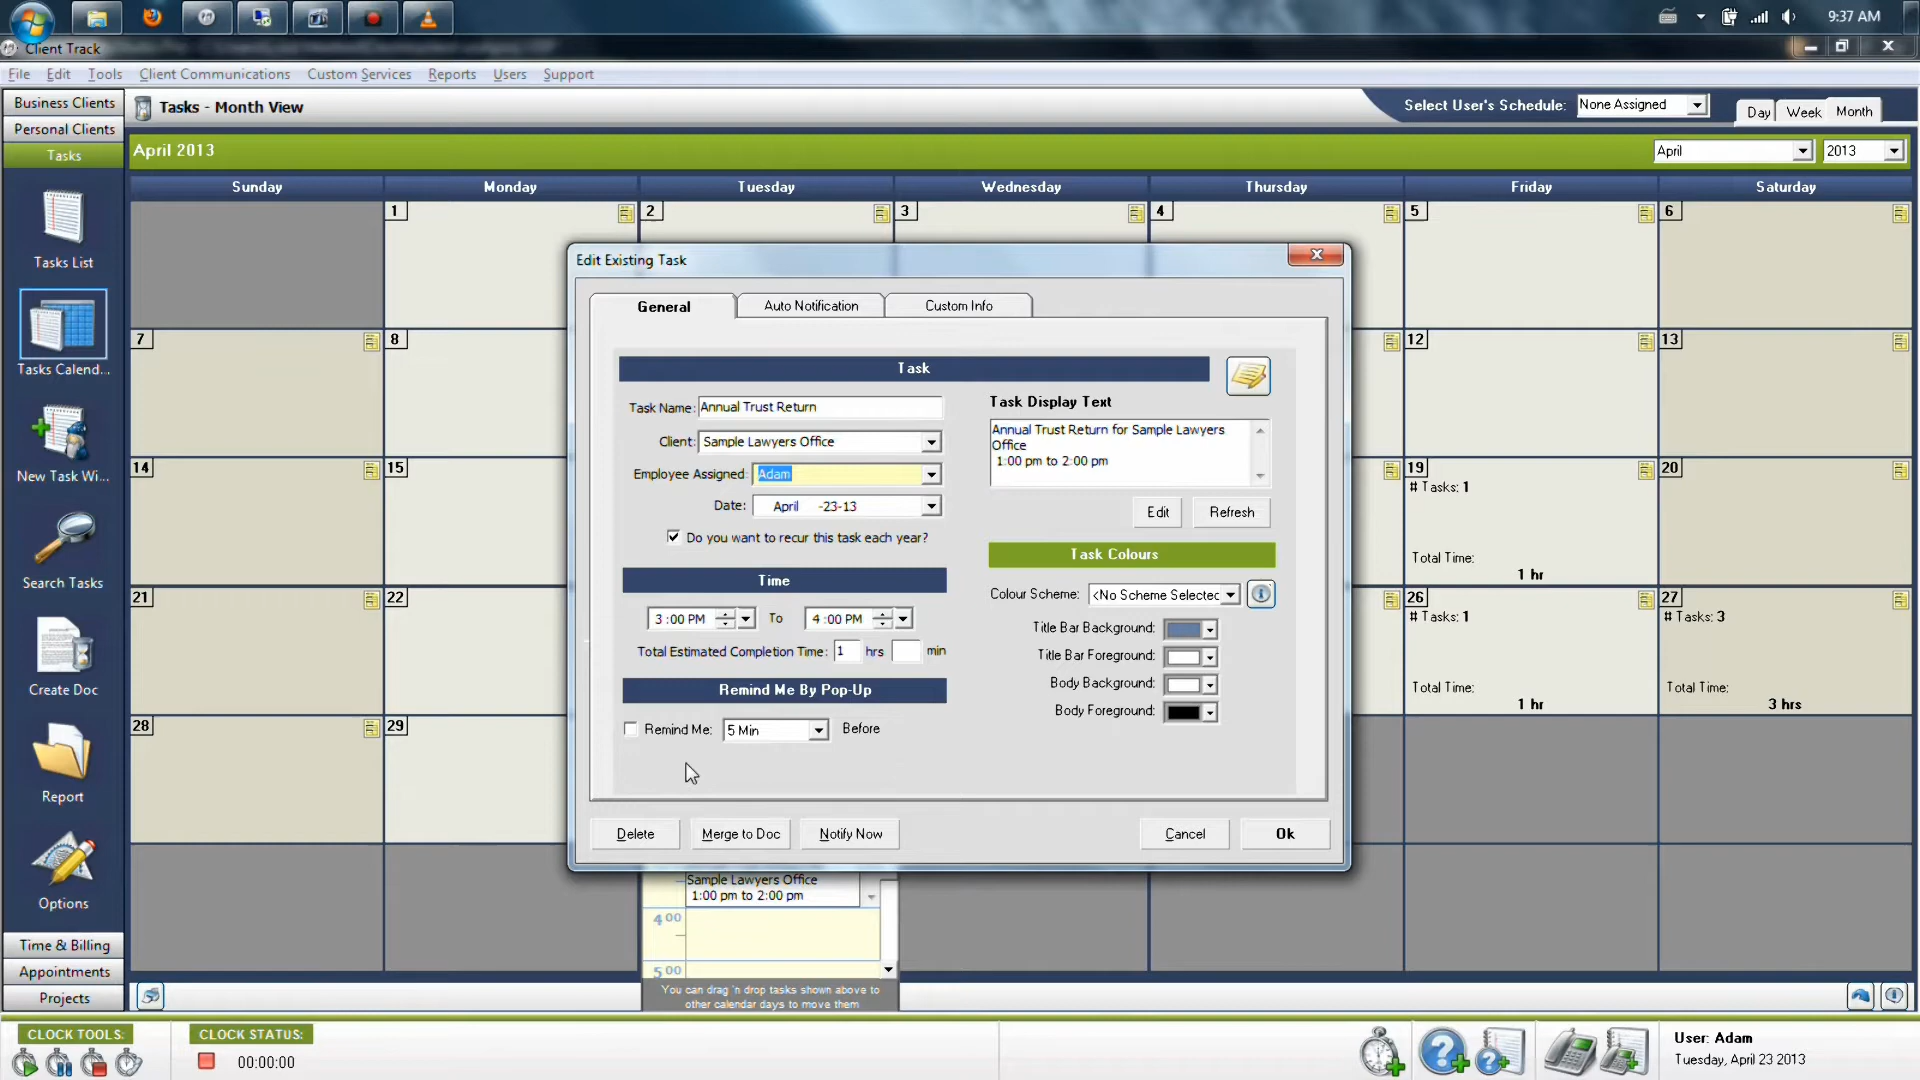 9:37 AM
Client Track
File Edit Tools Client Communications Custom Services Reports Users Support
Business Clients
Personal Clients
Tasks
Tasks List
Tasks Calend...
New Task Wi...
Search Tasks
Create Doc
Report
Options
Time & Billing
Appointments
Projects
Tasks - Month View
Select User's Schedule: None Assigned
Day Week Month
April 2013
April 2013
Sunday Monday Tuesday Wednesday Thursday Friday Saturday
1 2 3 4 5 6
7 8 12 13
14 15 19 20
# Tasks: 1
Total Time:
1 hr
21 22 26 27
# Tasks: 1 # Tasks: 3
Total Time: Total Time:
1 hr 3 hrs
28 29
Edit Existing Task
General Auto Notification Custom Info
Task
Task Name: Annual Trust Return
Client: Sample Lawyers Office
Employee Assigned: Adam
Date: April -23-13
Do you want to recur this task each year?
Time
3 :00 PM To 4 :00 PM
Total Estimated Completion Time: 1 hrs min
Remind Me By Pop-Up
Remind Me: 5 Min Before
Task Display Text
Annual Trust Return for Sample Lawyers
Office
1:00 pm to 2:00 pm
Edit Refresh
Task Colours
Colour Scheme: <No Scheme Selected
Title Bar Background:
Title Bar Foreground:
Body Background:
Body Foreground:
Delete Merge to Doc Notify Now Cancel Ok
Sample Lawyers Office
1:00 pm to 2:00 pm
4 00
5 00
You can drag 'n drop tasks shown above to
other calendar days to move them
CLOCK TOOLS:
CLOCK STATUS:
00:00:00
User: Adam
Tuesday, April 23 2013